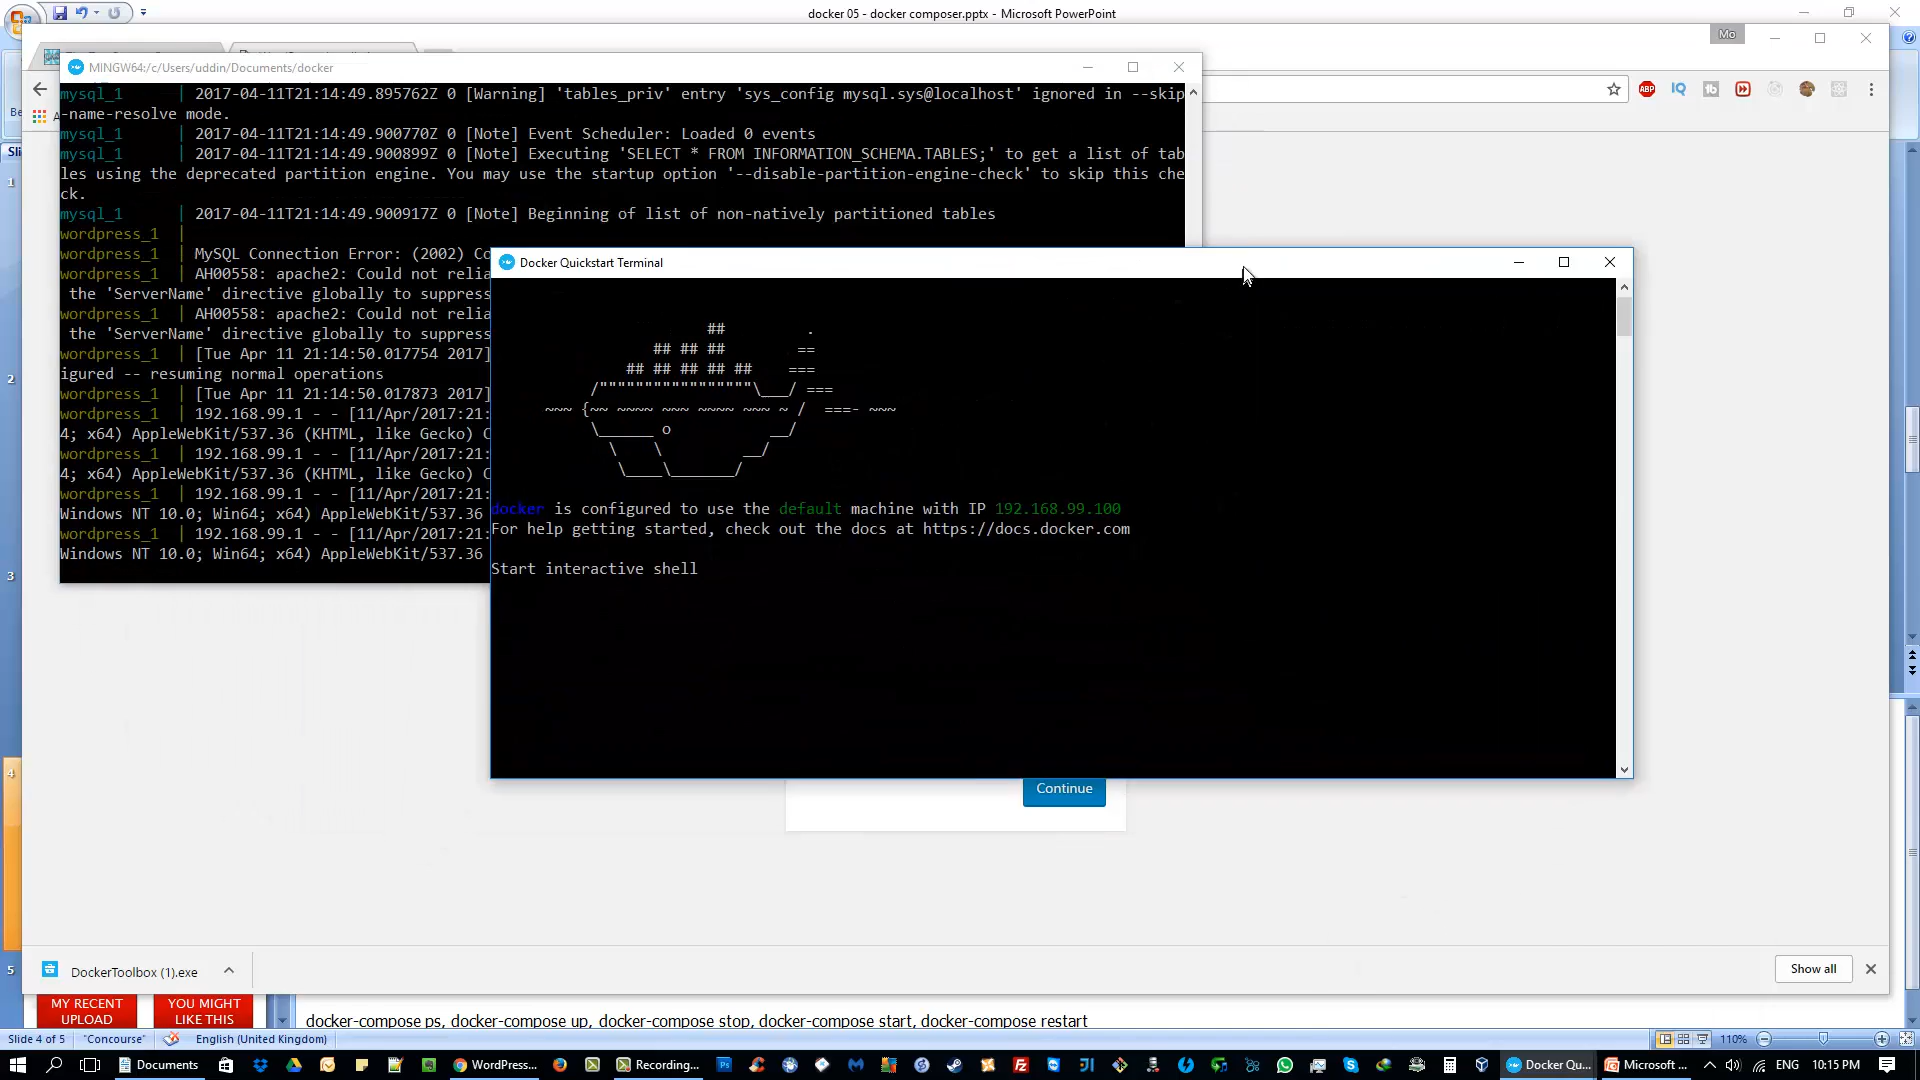 docker 05 - docker composer.pptx - Microsoft PowerPoint
Mo
MINGW64:/c/Users/uddin/Documents/docker
mysql_1 | 2017-04-11T21:14:49.895762Z 0 [Warning] 'tables_priv' entry 'sys_config mysql.sys@localhost' ignored in --skip
-name-resolve mode.
mysql_1 | 2017-04-11T21:14:49.900770Z 0 [Note] Event Scheduler: Loaded 0 events
mysql_1 | 2017-04-11T21:14:49.900899Z 0 [Note] Executing 'SELECT * FROM INFORMATION_SCHEMA.TABLES;' to get a list of tab
les using the deprecated partition engine. You may use the startup option '--disable-partition-engine-check' to skip this che
ck.
mysql_1 | 2017-04-11T21:14:49.900917Z 0 [Note] Beginning of list of non-natively partitioned tables
wordpress_1 |
wordpress_1 | MySQL Connection Error: (2002) Co
wordpress_1 | AH00558: apache2: Could not relia
the 'ServerName' directive globally to suppress
wordpress_1 | AH00558: apache2: Could not relia
the 'ServerName' directive globally to suppress
wordpress_1 | [Tue Apr 11 21:14:50.017754 2017]
igured -- resuming normal operations
wordpress_1 | [Tue Apr 11 21:14:50.017873 2017]
wordpress_1 | 192.168.99.1 - - [11/Apr/2017:21:
4; x64) AppleWebKit/537.36 (KHTML, like Gecko) C
wordpress_1 | 192.168.99.1 - - [11/Apr/2017:21:
4; x64) AppleWebKit/537.36 (KHTML, like Gecko) C
wordpress_1 | 192.168.99.1 - - [11/Apr/2017:21:
Windows NT 10.0; Win64; x64) AppleWebKit/537.36
wordpress_1 | 192.168.99.1 - - [11/Apr/2017:21:
Windows NT 10.0; Win64; x64) AppleWebKit/537.36
Docker Quickstart Terminal
docker is configured to use the default machine with IP 192.168.99.100
For help getting started, check out the docs at https://docs.docker.com
Start interactive shell
Continue
DockerToolbox (1).exe
Show all
1
2
3
4
5
MY RECENT
UPLOAD
YOU MIGHT
LIKE THIS
docker-compose ps, docker-compose up, docker-compose stop, docker-compose start, docker-compose restart
Slide 4 of 5
"Concourse"
English (United Kingdom)
110%
Documents
WordPress...
Recording...
Docker Qu...
Microsoft ...
ENG
10:15 PM